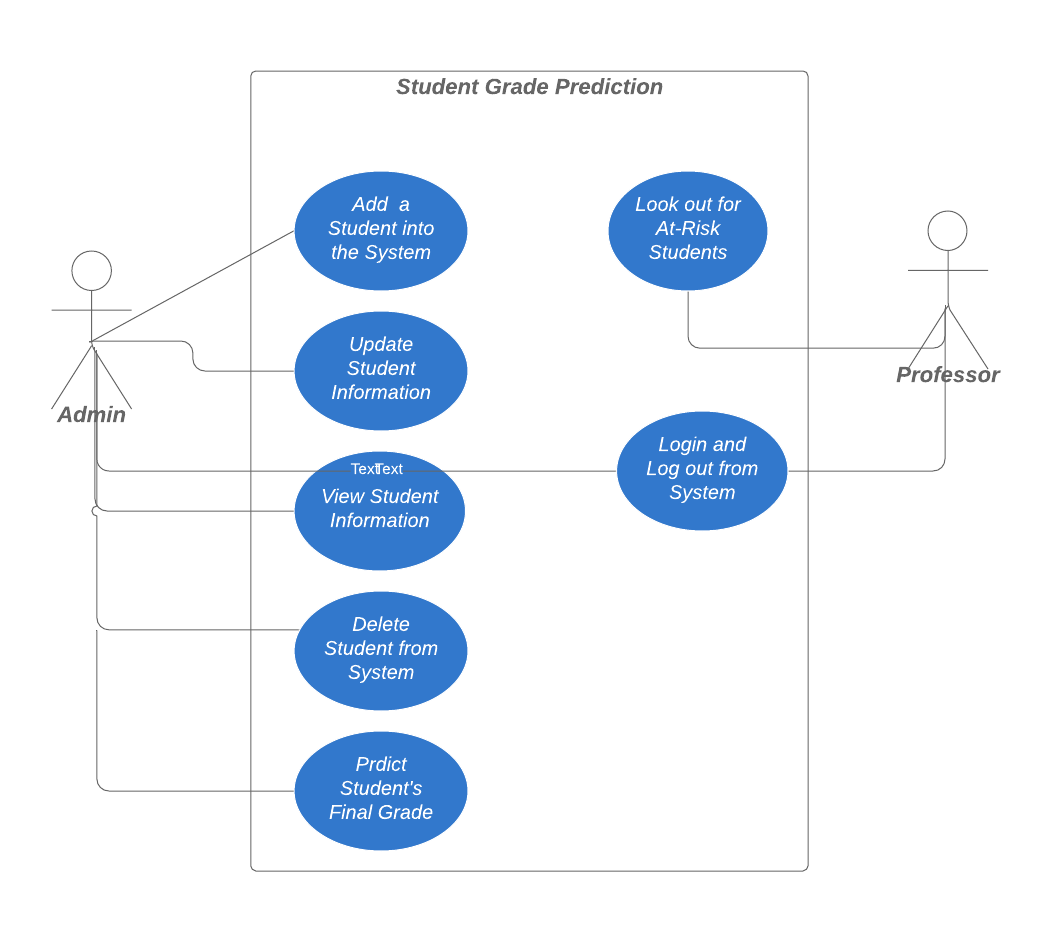 Student Grade Prediction
Add a
Student into
the System
Look out for
At-Risk
Students
Update
Student
Information
Admin
Professor
TextText
View Student
Information
Login and
Log out from
System
Delete
Student from
System
Prdict
Student's
Final Grade